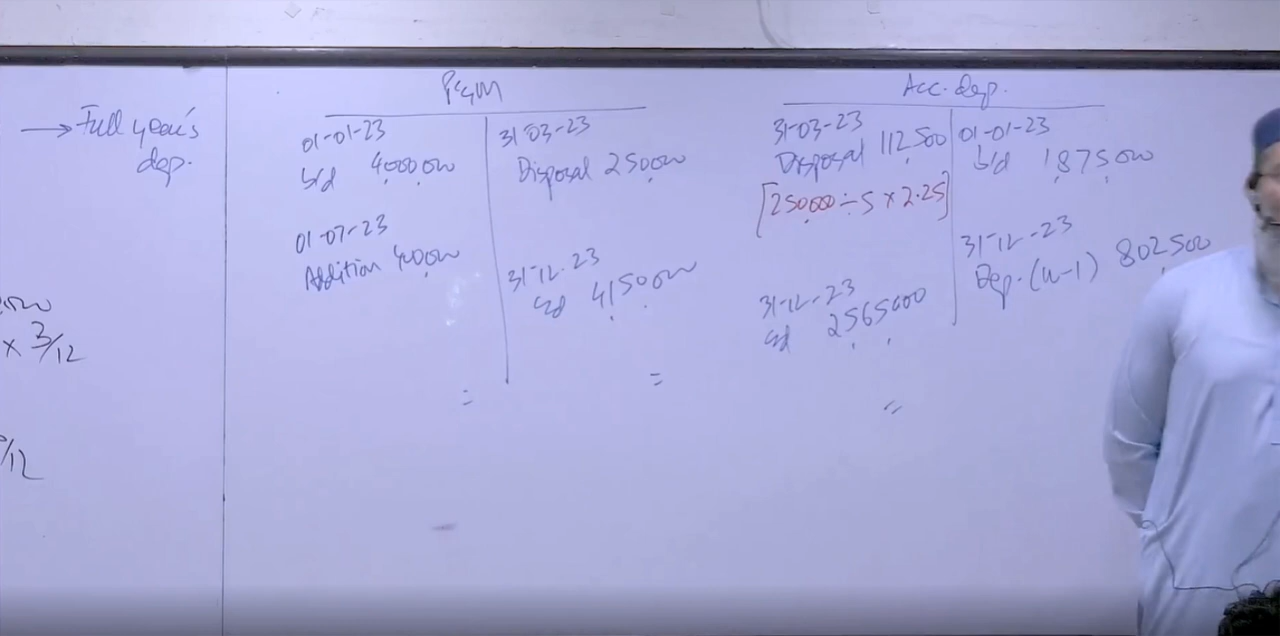 → Full year's
dep.
x 3/12
/12
P&M
01-01-23
b/d 4000000
01-07-23
Addition 400000
=
31-03-23
Disposal 250000
31-12-23
c/d 4150000
=
Acc. dep.
31-03-23
Disposal 112500
[250000 ÷ 5 x 2.25]
31-12-23
c/d 2565000
=
01-01-23
b/d 1875000
31-12-23
Dep. (w-1) 802500